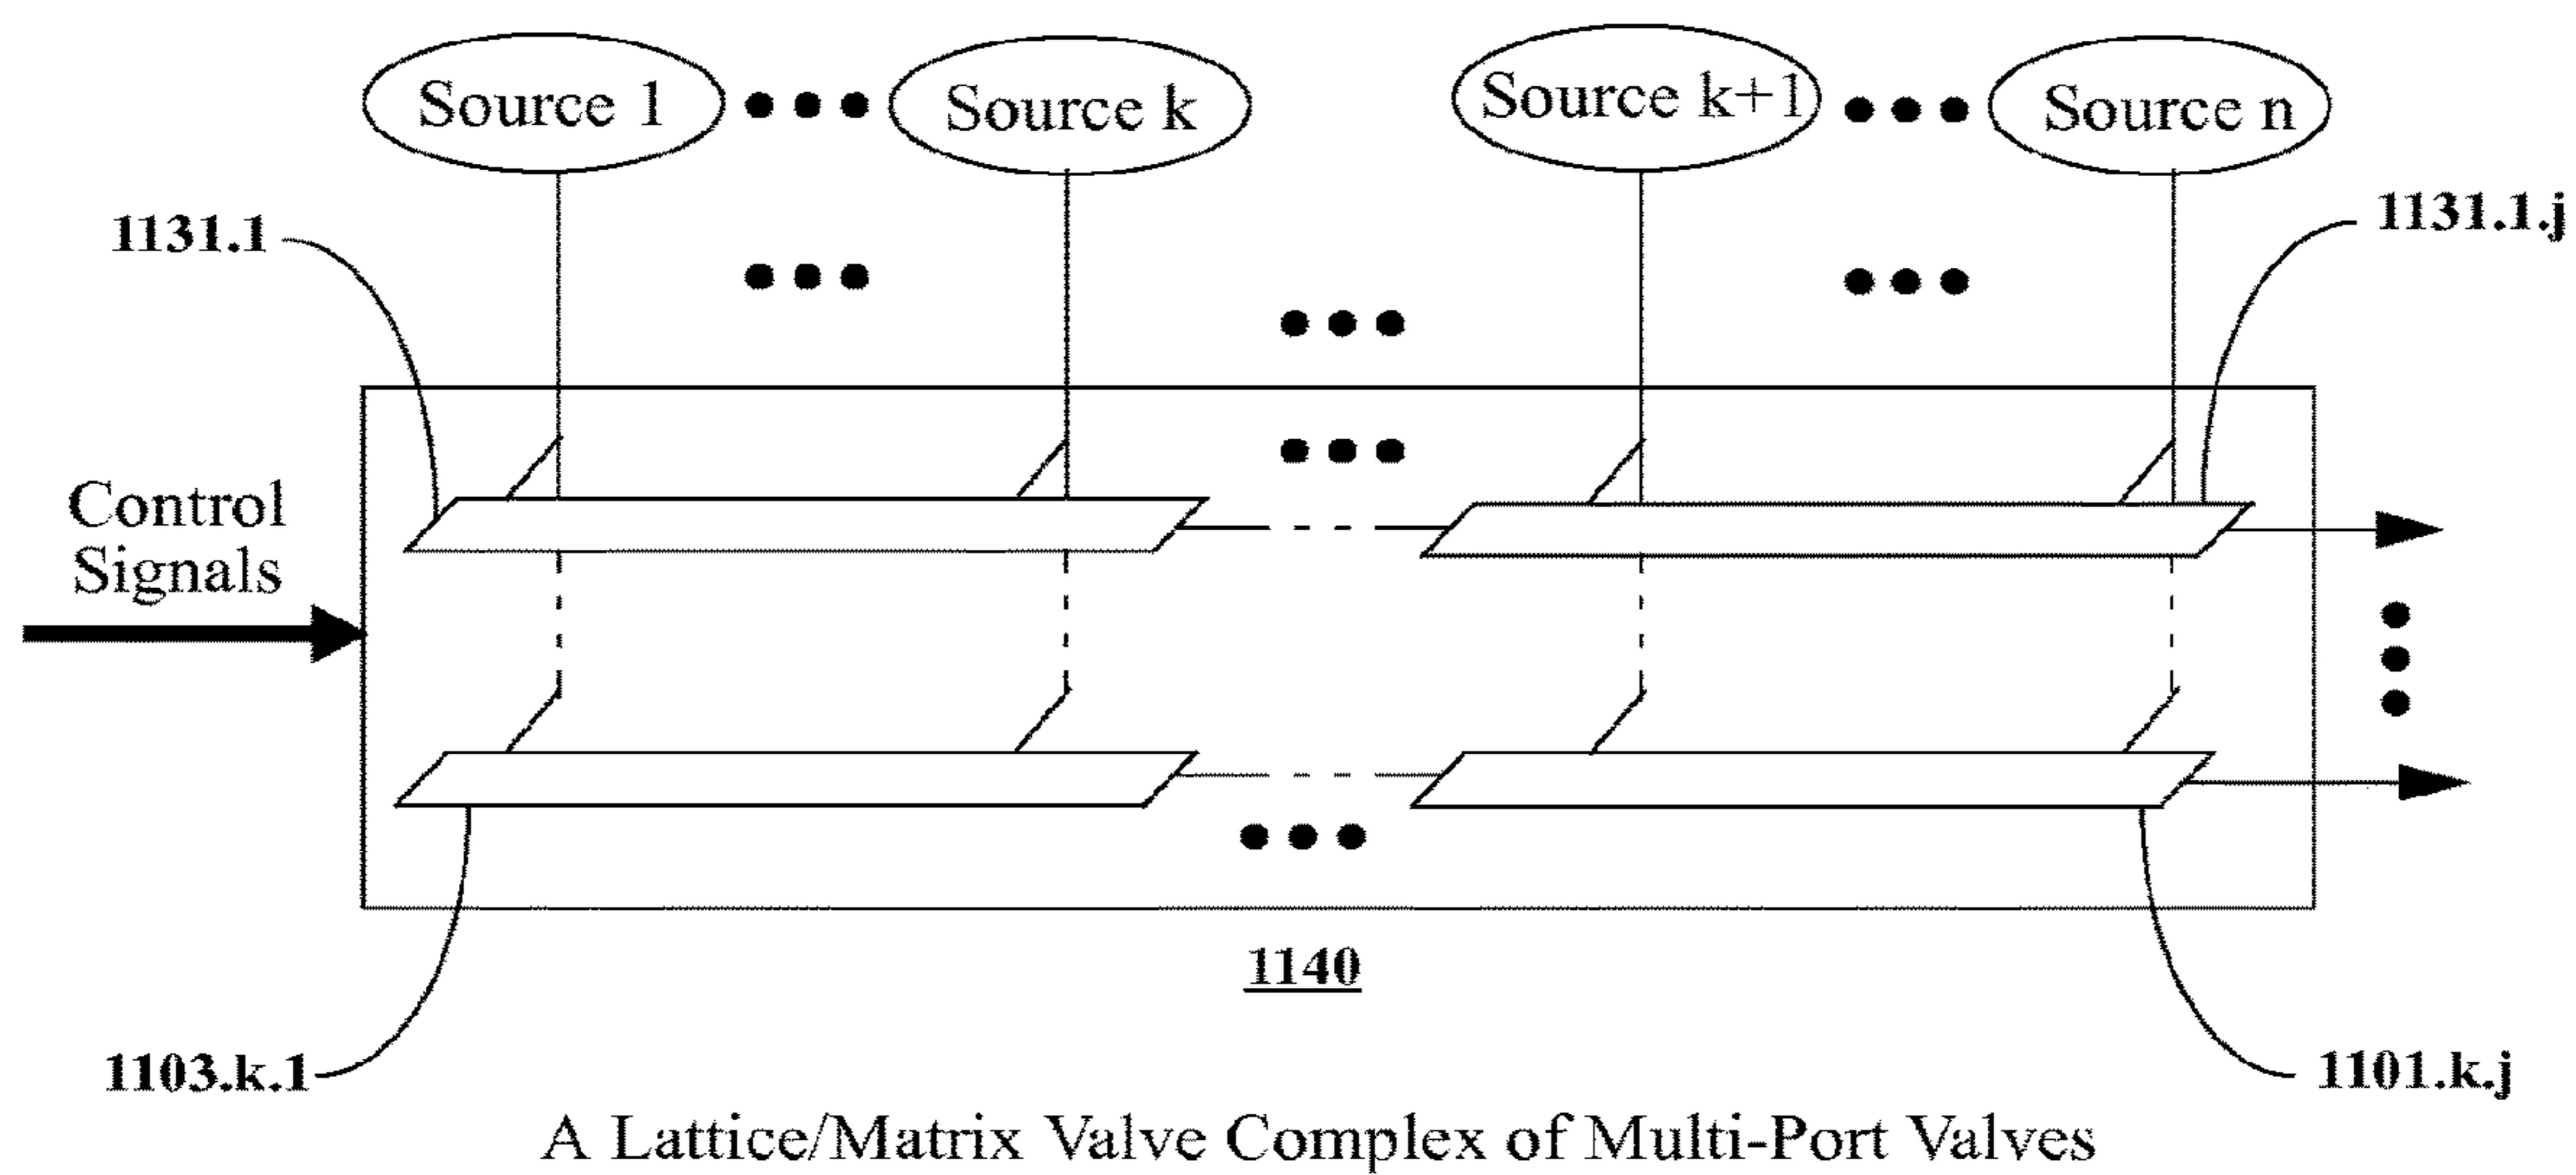 Source 1
Source k
Source k+1
Source n
1131.1
1131.1.j
Control
Signals
1140
1103.k.1
1101.k.j
A Lattice/Matrix Valve Complex of Multi-Port Valves